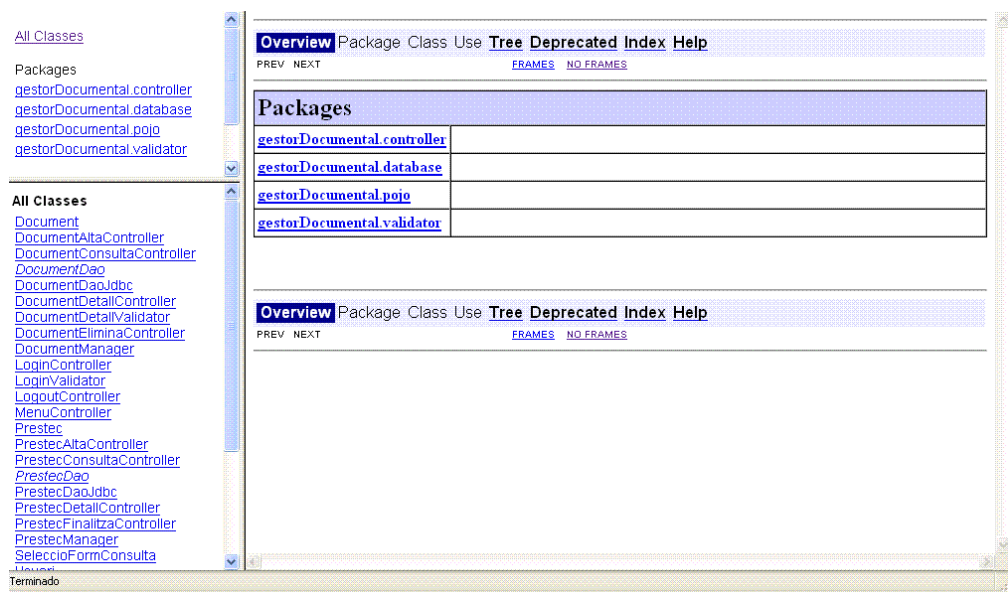 All Classes
Packages
gestorDocumental.controller
gestorDocumental.database
gestorDocumental.pojo
gestorDocumental.validator
All Classes
Document
DocumentAltaController
DocumentConsultaController
DocumentDao
DocumentDaoJdbc
DocumentDetallController
DocumentDetallValidator
DocumentEliminaController
DocumentManager
LoginController
LoginValidator
LogoutController
MenuController
Prestec
PrestecAltaController
PrestecConsultaController
PrestecDao
PrestecDaoJdbc
PrestecDetallController
PrestecFinalitzaController
PrestecManager
SeleccioFormConsulta
Overview Package Class Use Tree Deprecated Index Help
PREV NEXT FRAMES NO FRAMES
Packages
gestorDocumental.controller
gestorDocumental.database
gestorDocumental.pojo
gestorDocumental.validator
Overview Package Class Use Tree Deprecated Index Help
PREV NEXT FRAMES NO FRAMES
Terminado